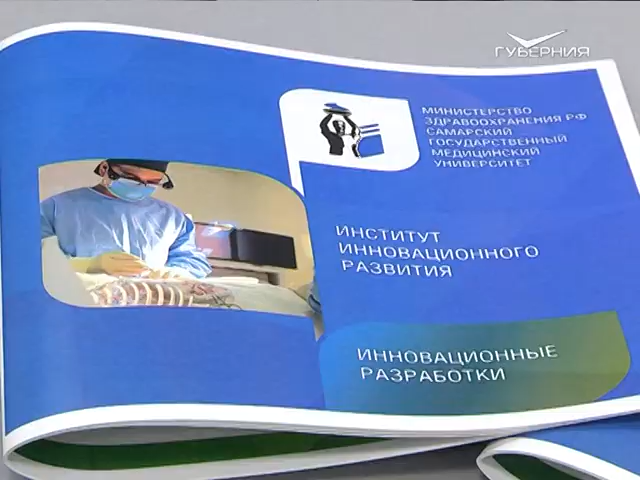 ГУБЕРНИЯ
МИНИСТЕРСТВО
ЗДРАВООХРАНЕНИЯ РФ
САМАРСКИЙ
ГОСУДАРСТВЕННЫЙ
МЕДИЦИНСКИЙ
УНИВЕРСИТЕТ
ИНСТИТУТ
ИННОВАЦИОННОГО
РАЗВИТИЯ
ИННОВАЦИОННЫЕ
РАЗРАБОТКИ